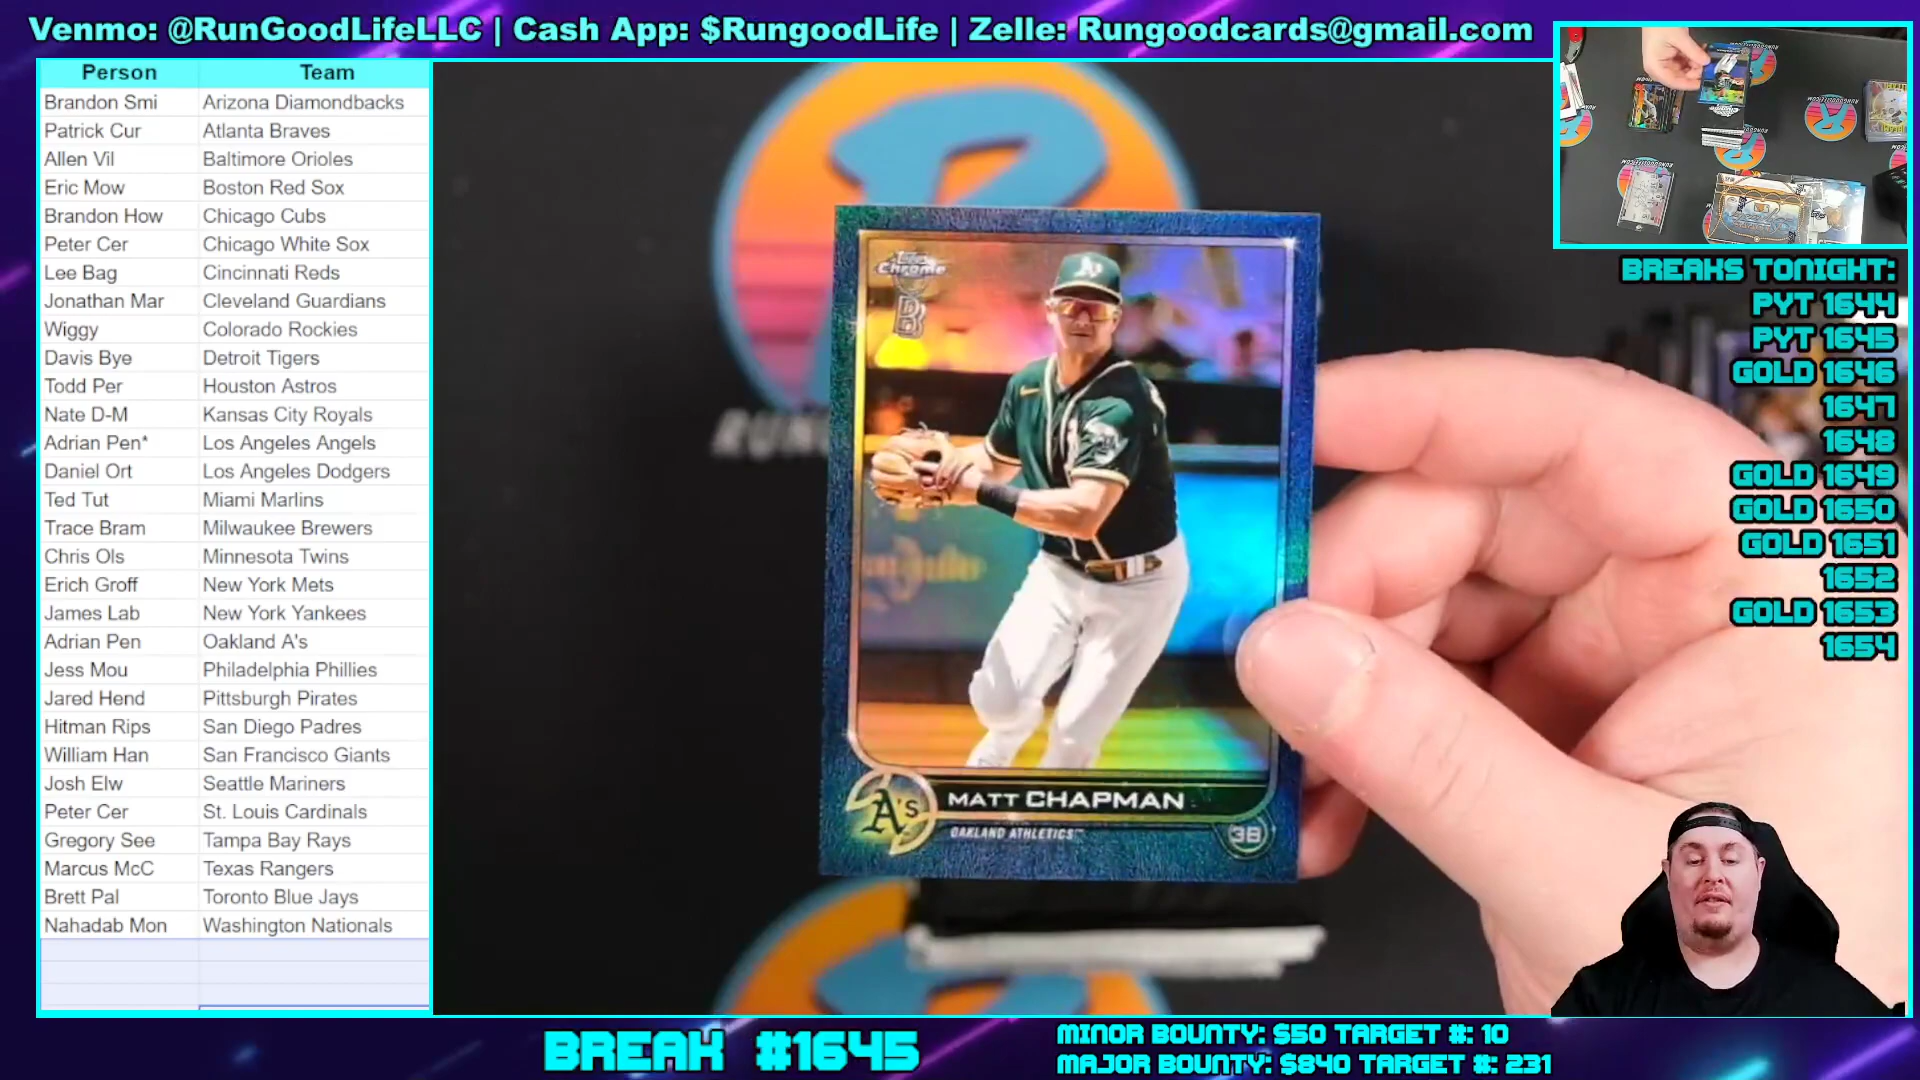 Venmo: @RunGoodLifeLLC | Cash App: $RungoodLife | Zelle: Rungoodcards@gmail.com
Person Team
Brandon Smi Arizona Diamondbacks
Patrick Cur Atlanta Braves
Allen Vil Baltimore Orioles
Eric Mow Boston Red Sox
Brandon How Chicago Cubs
Peter Cer Chicago White Sox
Lee Bag Cincinnati Reds
Jonathan Mar Cleveland Guardians
Wiggy Colorado Rockies
Davis Bye Detroit Tigers
Todd Per Houston Astros
Nate D-M Kansas City Royals
Adrian Pen* Los Angeles Angels
Daniel Ort Los Angeles Dodgers
Ted Tut Miami Marlins
Trace Bram Milwaukee Brewers
Chris Ols Minnesota Twins
Erich Groff New York Mets
James Lab New York Yankees
Adrian Pen Oakland A's
Jess Mou Philadelphia Phillies
Jared Hend Pittsburgh Pirates
Hitman Rips San Diego Padres
William Han San Francisco Giants
Josh Elw Seattle Mariners
Peter Cer St. Louis Cardinals
Gregory See Tampa Bay Rays
Marcus McC Texas Rangers
Brett Pal Toronto Blue Jays
Nahadab Mon Washington Nationals
Topps
Chrome
B
A's
MATT CHAPMAN
OAKLAND ATHLETICS™
3B
BREAKS TONIGHT:
PYT 1644
PYT 1645
GOLD 1646
1647
1648
GOLD 1649
GOLD 1650
GOLD 1651
1652
GOLD 1653
1654
BREAK #1645
MINOR BOUNTY: $50 TARGET #: 10
MAJOR BOUNTY: $840 TARGET #: 231